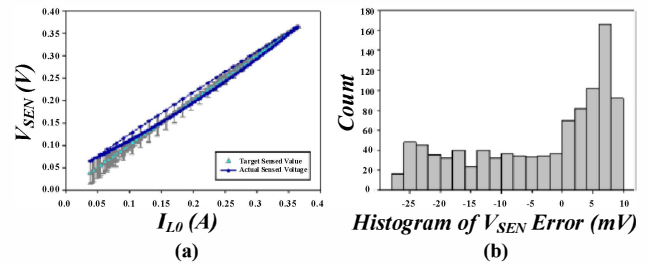 0.40
0.35
0.30
0.25
0.20
0.15
0.10
0.05
0.00
V_SEN (V)
Target Sensed Value
Actual Sensed Voltage
0.0 0.05 0.1 0.15 0.2 0.25 0.3 0.35 0.4
I_L0 (A)
(a)
180
160
140
120
100
80
60
40
20
0
Count
-25 -20 -15 -10 -5 0 5 10
Histogram of V_SEN Error (mV)
(b)